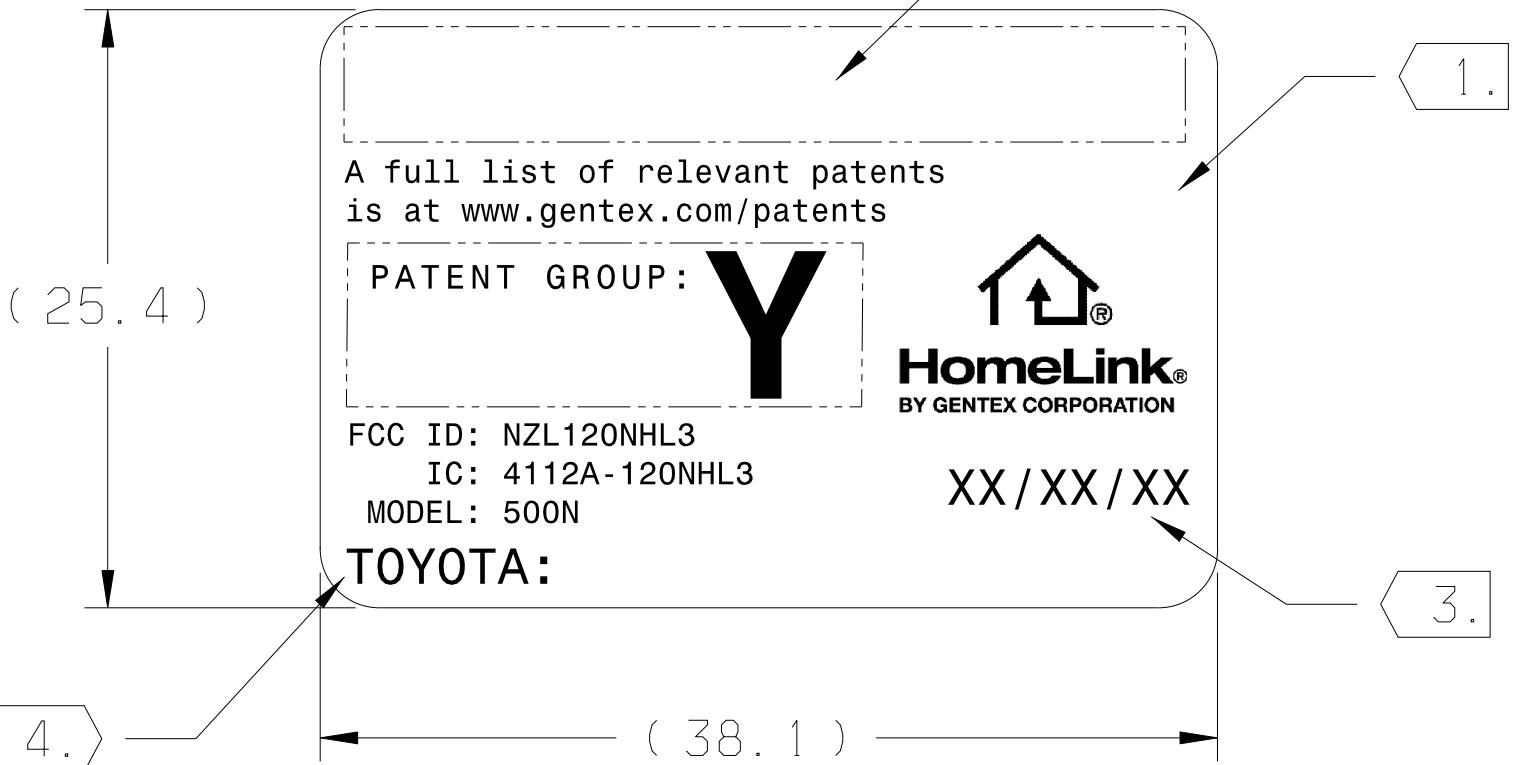 1.
A full list of relevant patents
is at www.gentex.com/patents
PATENT GROUP: Y
(25.4)
®
HomeLink®
BY GENTEX CORPORATION
FCC ID: NZL120NHL3
IC: 4112A-120NHL3
MODEL: 500N
XX/XX/XX
TOYOTA:
3.
4.
(38.1)